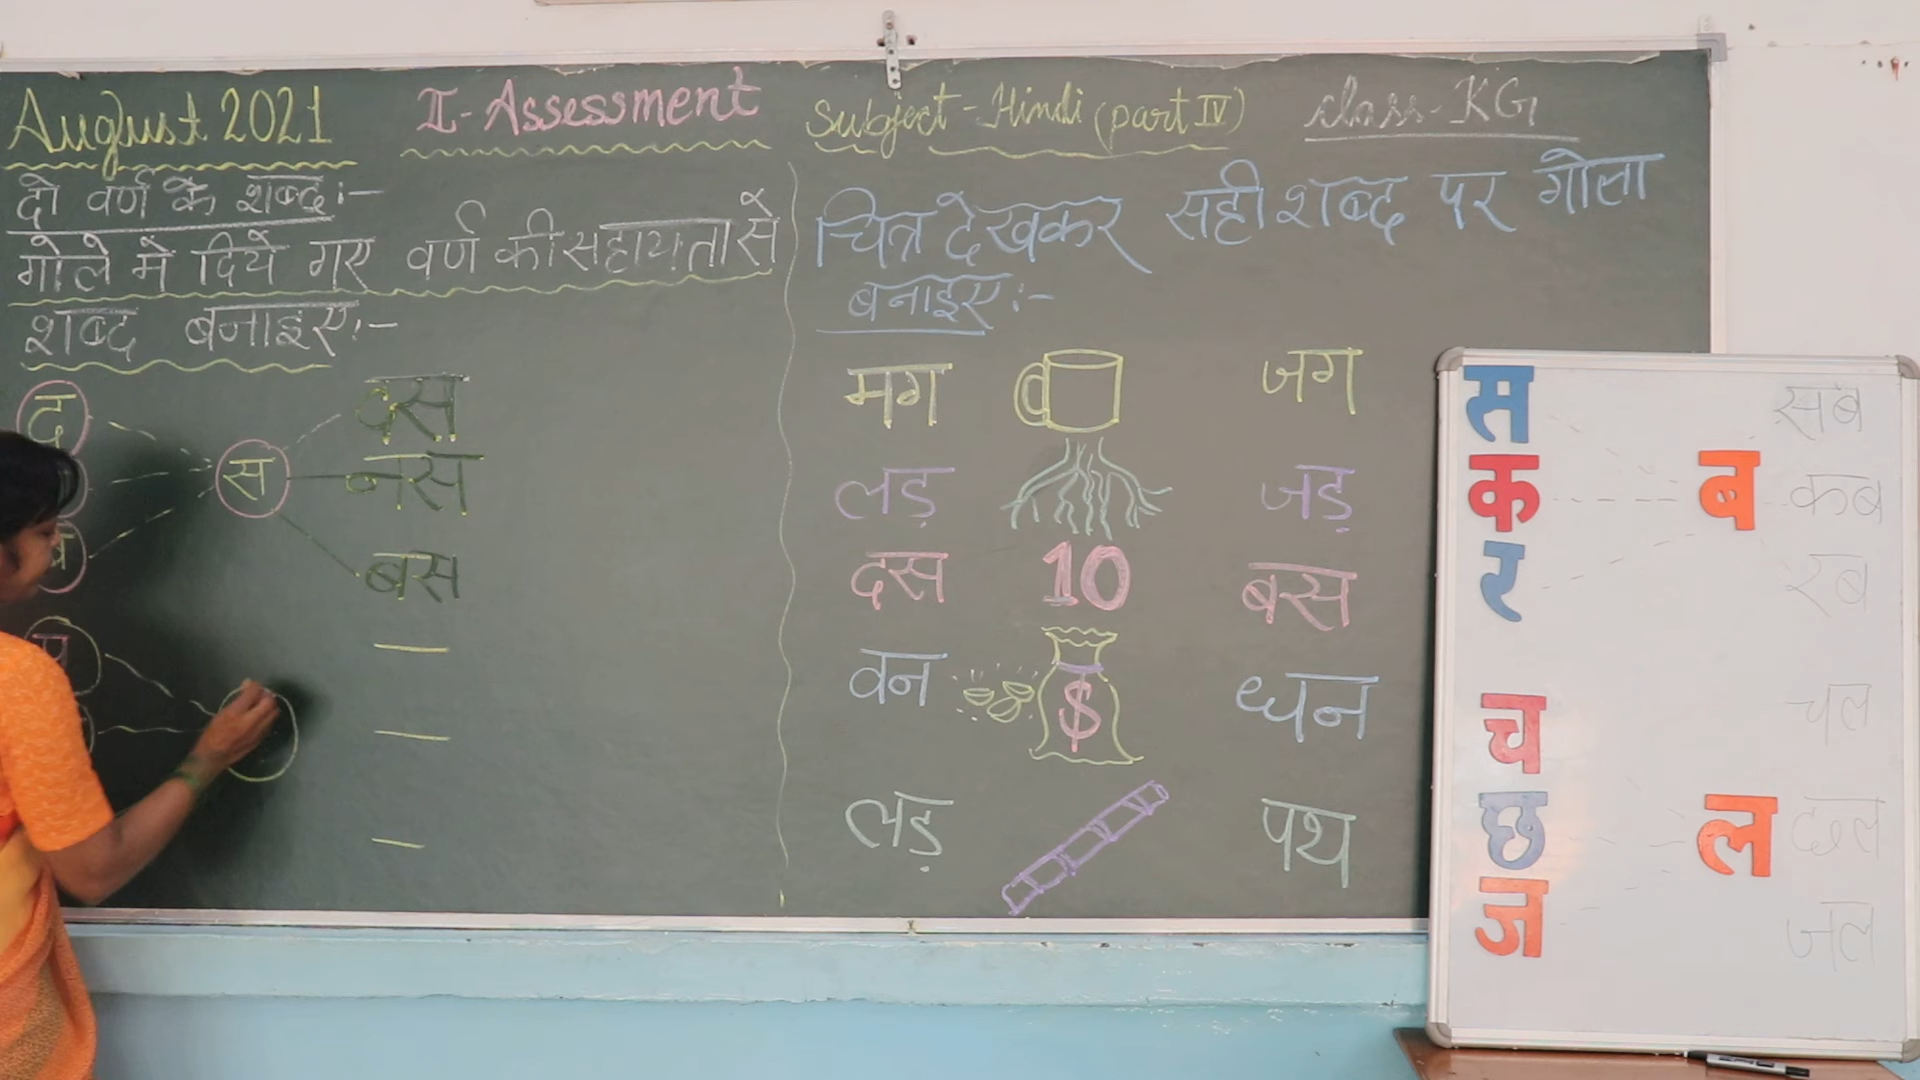 August 2021 II-Assessment Subject-Hindi (part IV) class-KG
दो वर्ण के शब्द:-
गोले में दिये गए वर्ण की सहायता से
शब्द बनाइए:-
द
स
दस
नस
ब
बस
प
चित्र देखकर सही शब्द पर गोला
बनाइए:-
मग जग
लड़ जड़
दस 10 बस
वन $ धन
लड़ पथ
स सब
क ब कब
र रब
च चल
छ ल छल
ज जल